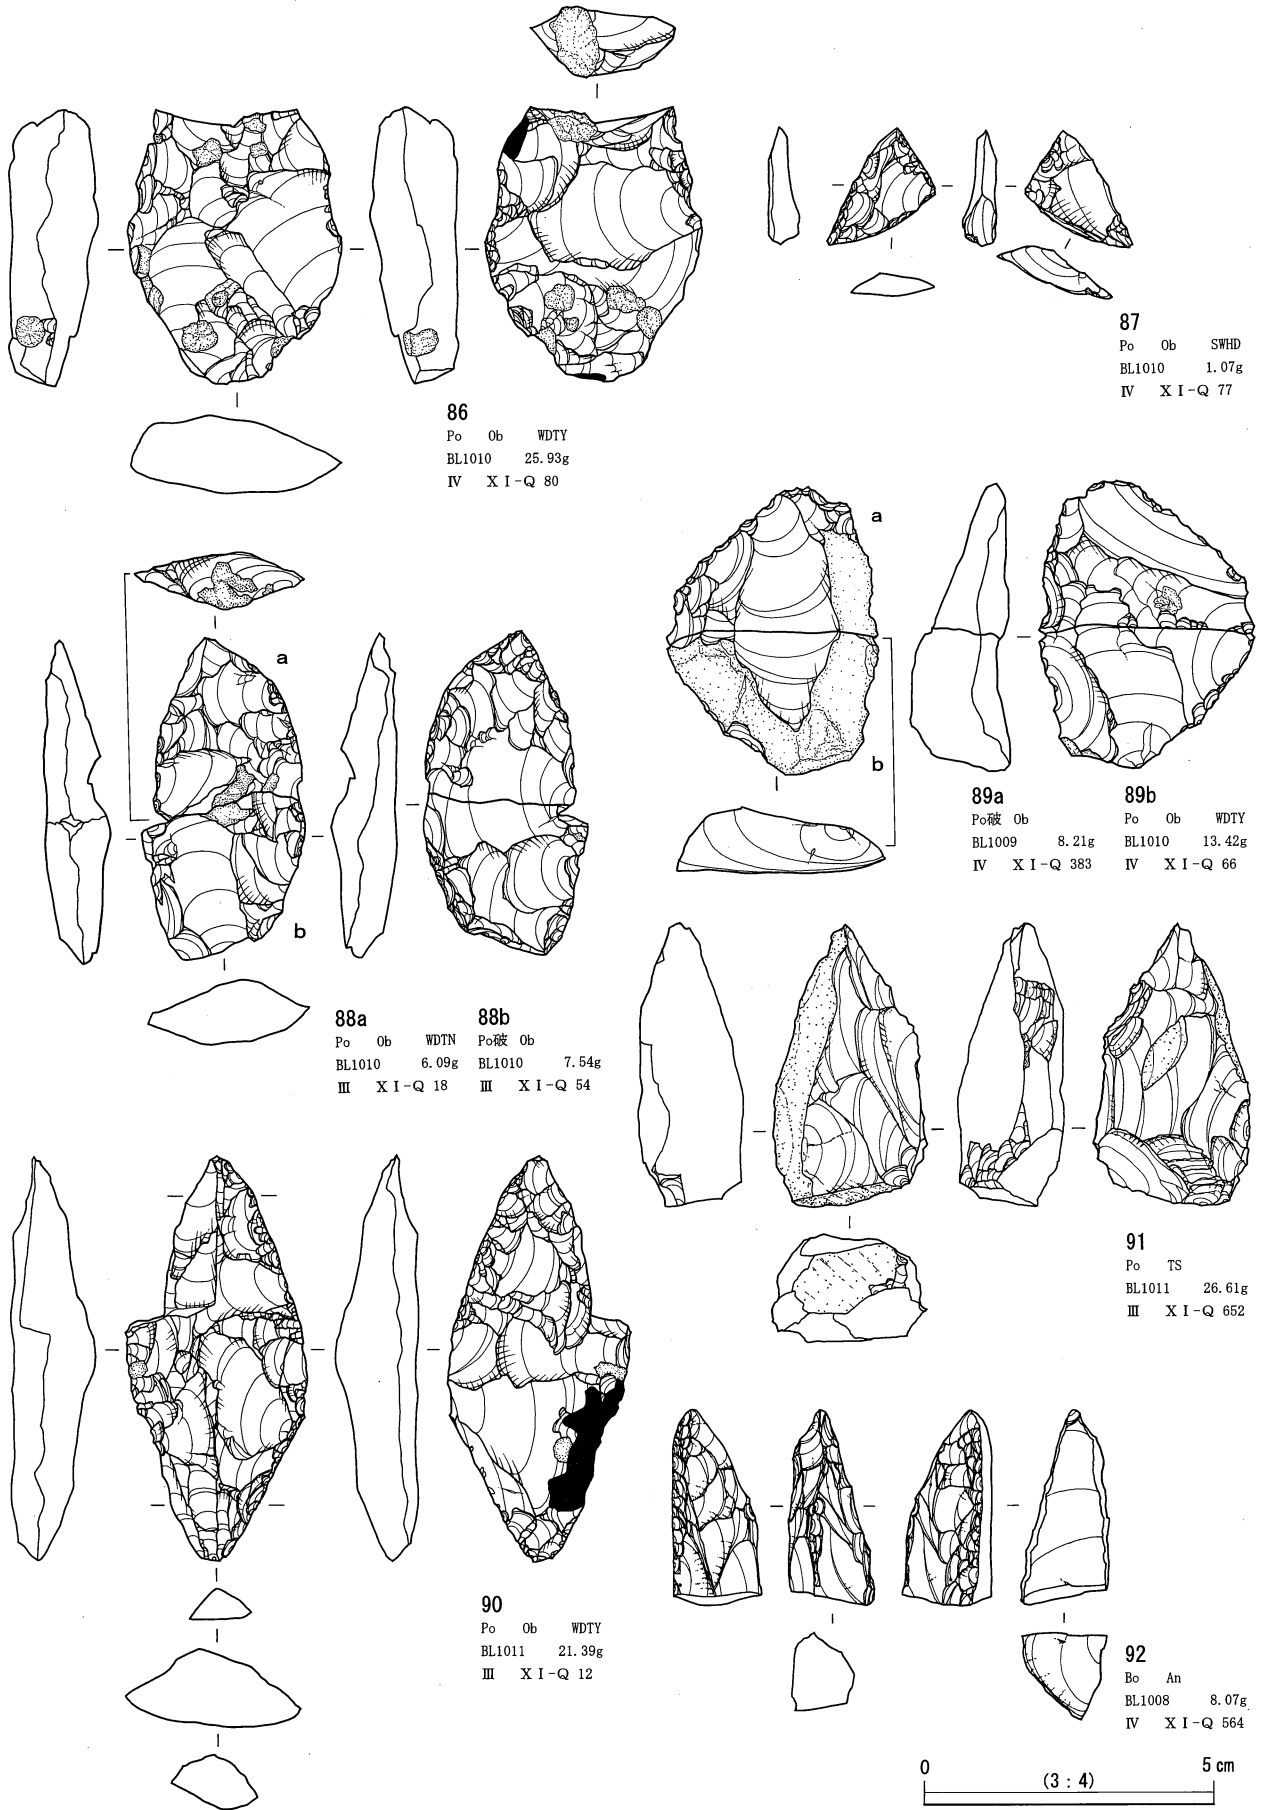 86
Po Ob WDTY
BL1010 25.93g
Ⅳ ⅩⅠ-Q 80
87
Po Ob SWHD
BL1010 1.07g
Ⅳ ⅩⅠ-Q 77
a
b
88a
Po Ob WDTN
BL1010 6.09g
Ⅲ ⅩⅠ-Q 18
88b
Po破 Ob
BL1010 7.54g
Ⅲ ⅩⅠ-Q 54
a
b
89a
Po破 Ob
BL1009 8.21g
Ⅳ ⅩⅠ-Q 383
89b
Po Ob WDTY
BL1010 13.42g
Ⅳ ⅩⅠ-Q 66
90
Po Ob WDTY
BL1011 21.39g
Ⅲ ⅩⅠ-Q 12
91
Po TS
BL1011 26.61g
Ⅲ ⅩⅠ-Q 652
92
Bo An
BL1008 8.07g
Ⅳ ⅩⅠ-Q 564
0 5 cm
(3 : 4)